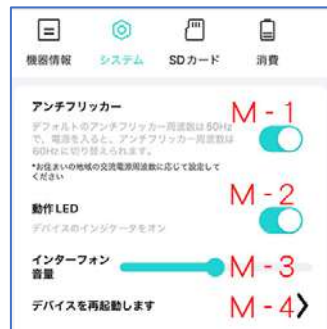 機器情報 システム SDカード 消費
アンチフリッカー
M - 1
デフォルトのアンチフリッカー周波数は50Hz
で、電源を入ると、アンチフリッカー周波数は
60Hzに切り替えられます。
*お住まいの地域の交流電源周波数に応じて設定して
ください
M - 2
動作LED
デバイスのインジケータをオン
インターフォン
音量
M - 3
デバイスを再起動します
M - 4